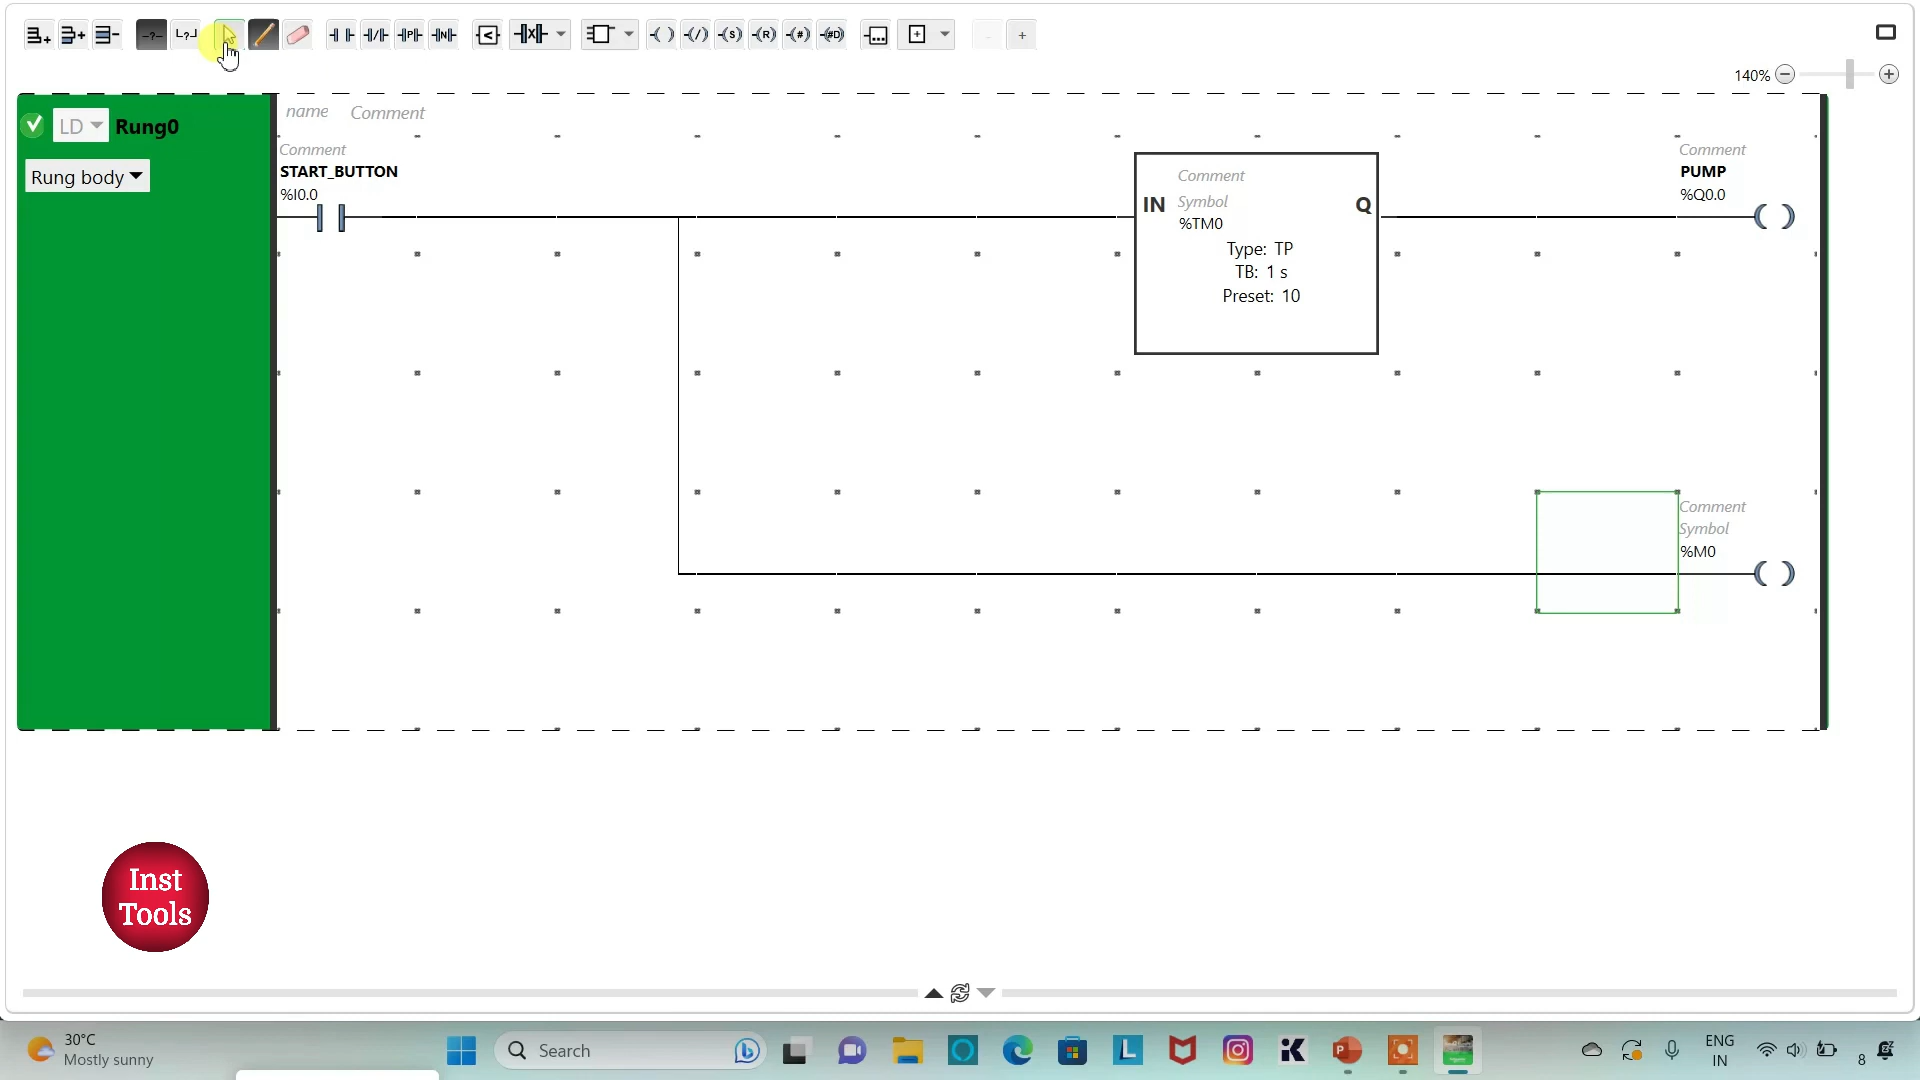 140%
LD Rung0
name Comment
Rung body
Comment
START_BUTTON
%I0.0
Comment
Symbol
IN Q
%TM0
Type: TP
TB: 1 s
Preset: 10
Comment
PUMP
%Q0.0
Comment
Symbol
%M0
Inst
Tools
30°C
Mostly sunny
Search
ENG
IN
8